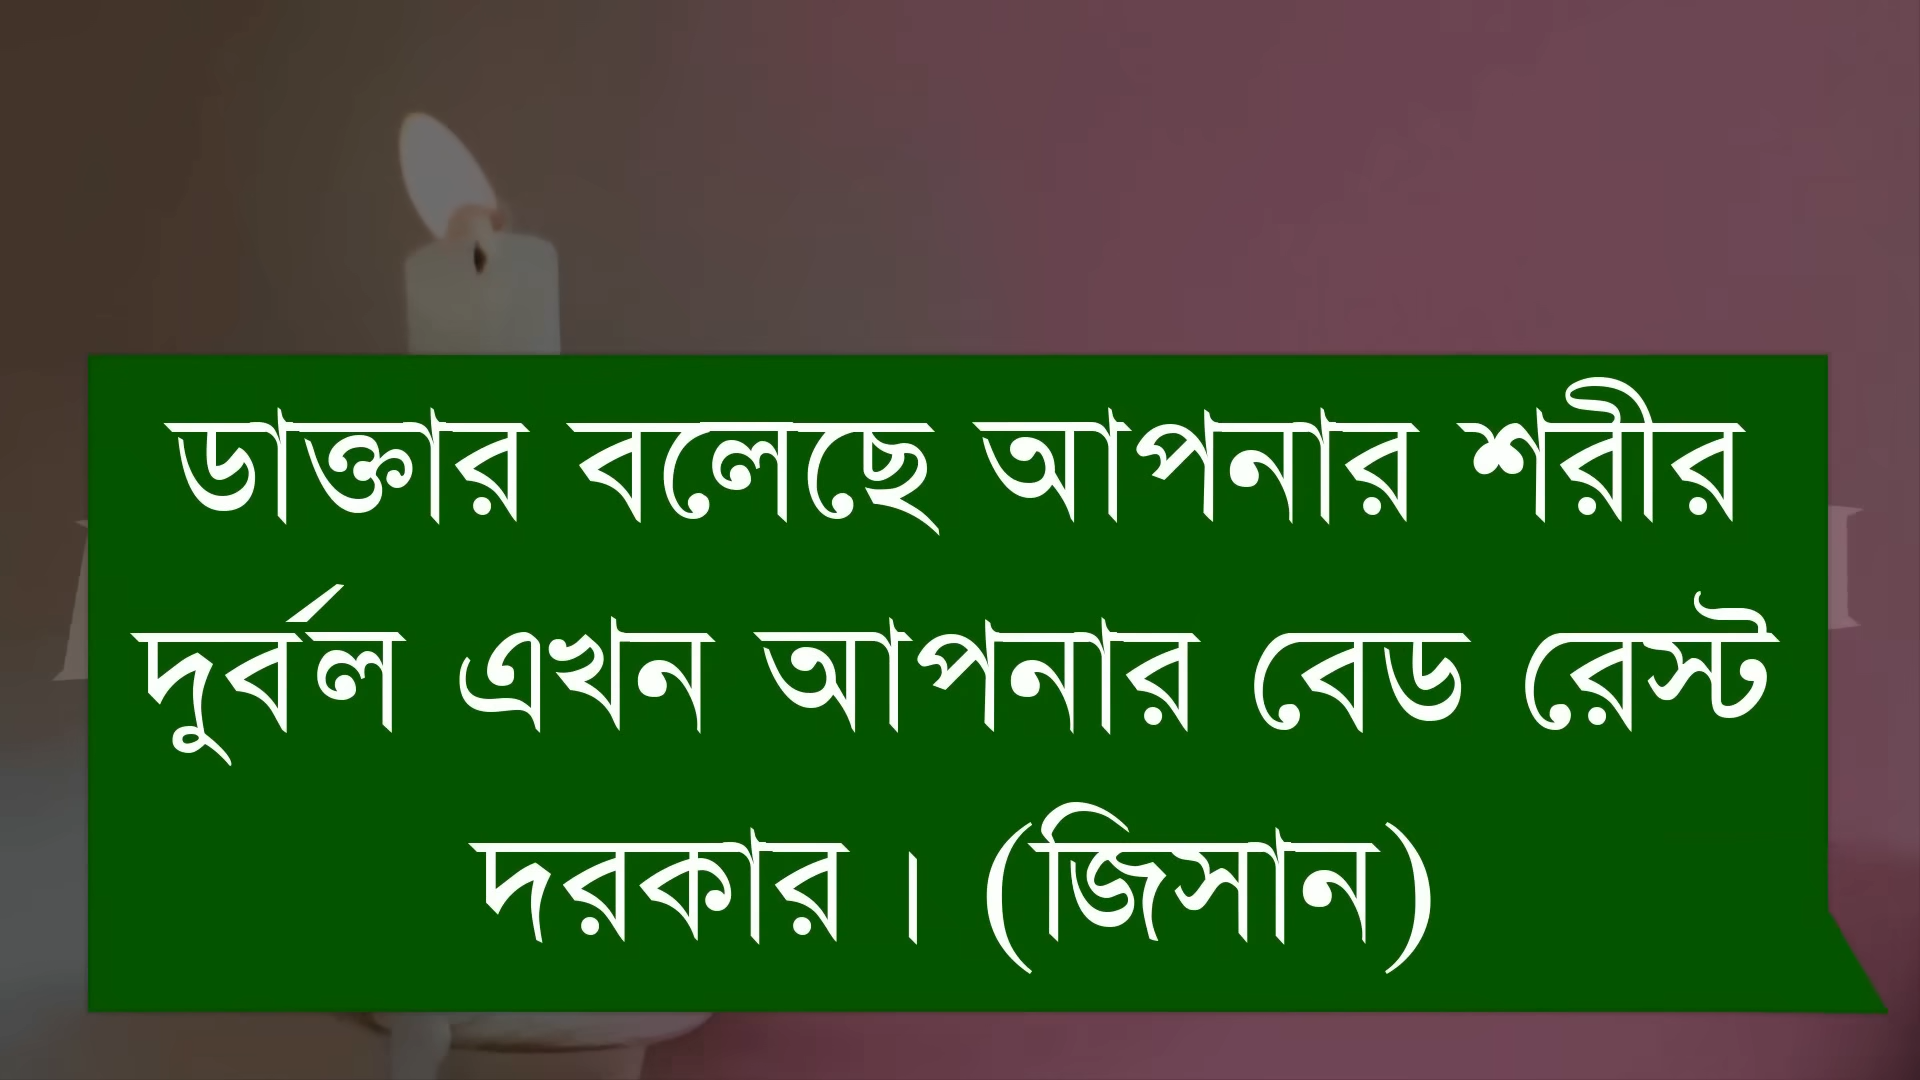 ডাক্তার বলেছে আপনার শরীর
দুর্বল এখন আপনার বেড রেস্ট
দরকার। (জিসান)